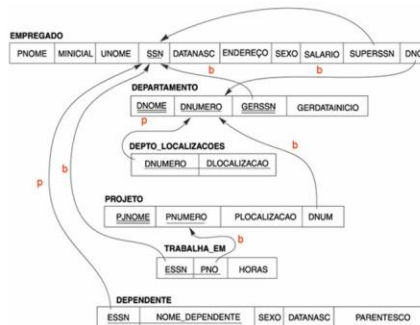 EMPREGADO
PNOME MINICIAL UNOME SSN DATANASC ENDEREÇO SEXO SALARIO SUPERSSN DNO
b b
DEPARTAMENTO
DNOME DNUMERO GERSSN GERDATAINICIO
p
DEPTO_LOCALIZACOES
b b
DNUMERO DLOCALIZACAO
p
PROJETO
PJNOME PNUMERO PLOCALIZACAO DNUM
TRABALHA_EM
b
ESSN PNO HORAS
DEPENDENTE
ESSN NOME_DEPENDENTE SEXO DATANASC PARENTESCO